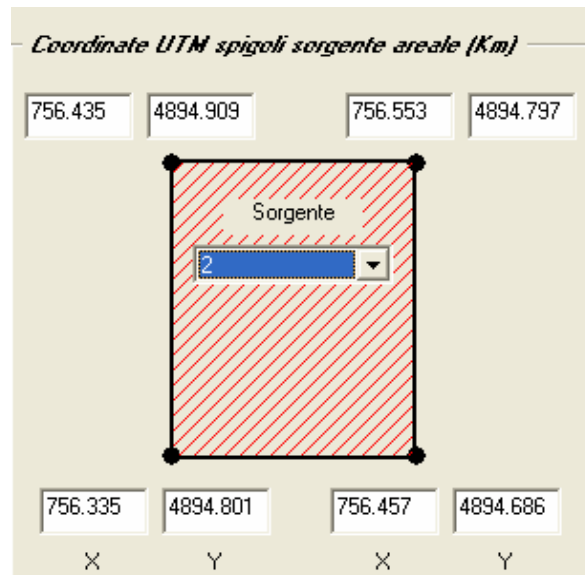 Coordinate UTM spigoli sorgente areale (Km)
756.435 4894.909 756.553 4894.797
Sorgente
2
756.335 4894.801 756.457 4894.686
X Y X Y